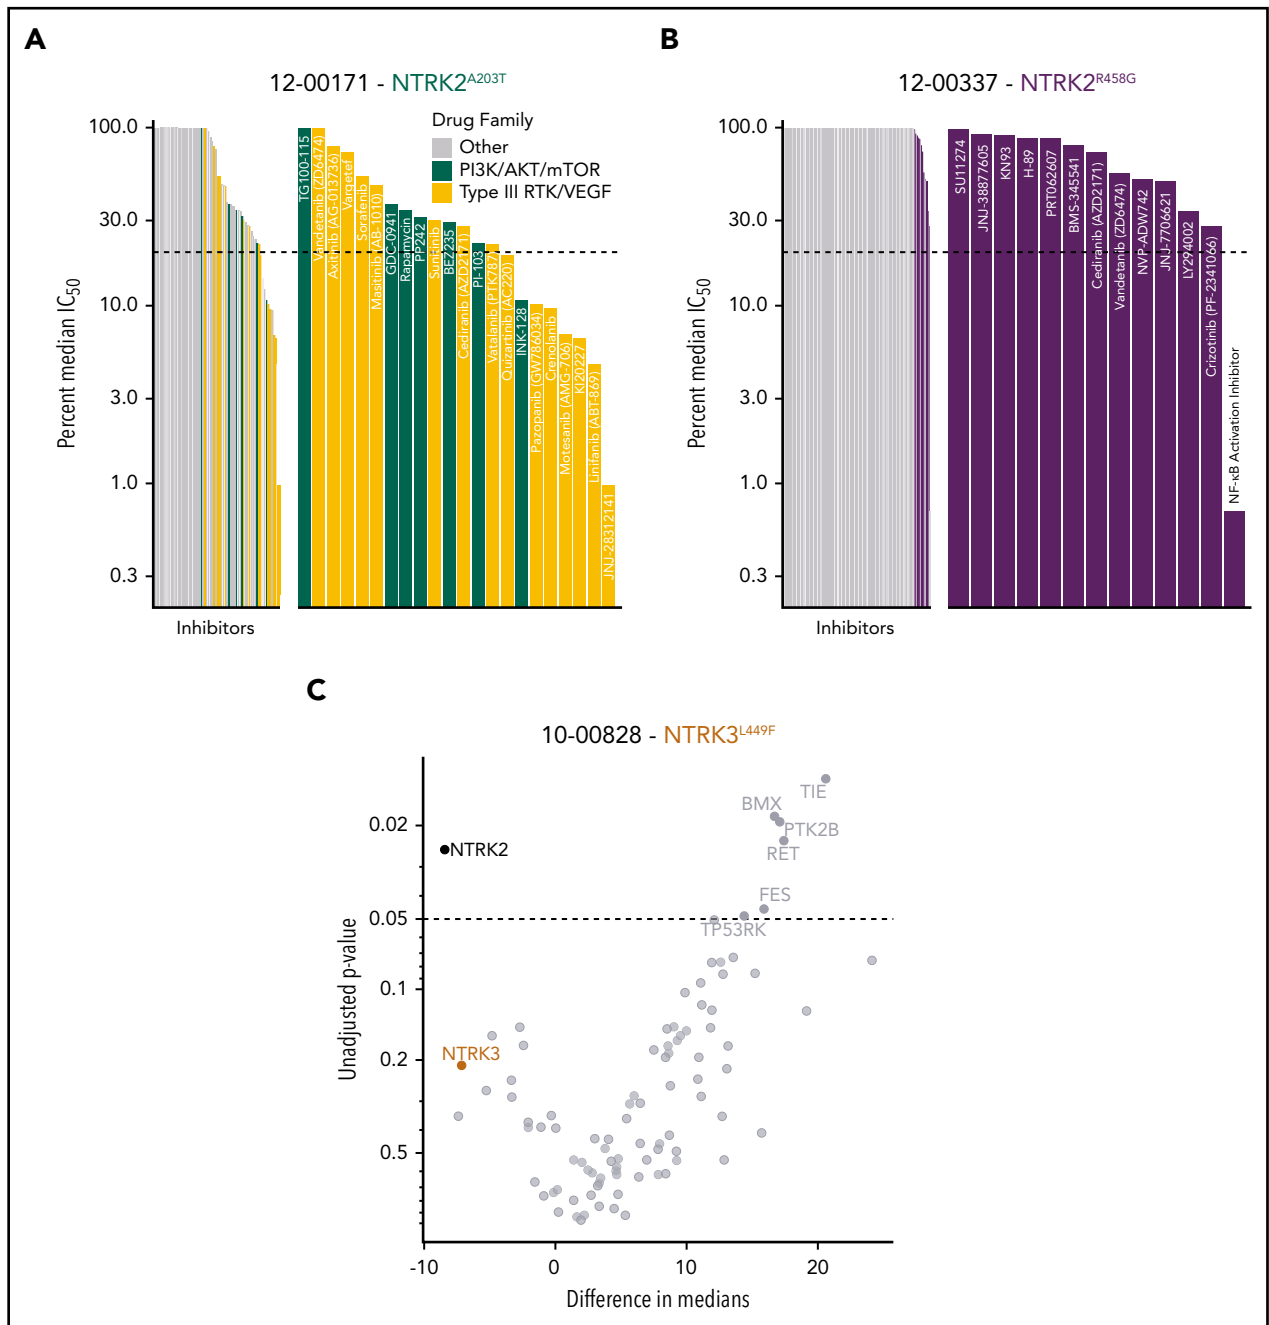 A
12-00171 - NTRK2A203T
Drug Family
Other
PI3K/AKT/mTOR
Type III RTK/VEGF
Percent median IC50
100.0
30.0
10.0
3.0
1.0
0.3
TG100-115
Vandetanib (ZD6474)
Axitinib (AG-013736)
Vargetef
Sorafenib
Masitinib (AB-1010)
GDC-0941
Rapamycin
PP242
Sunitinib
BEZ235
Cediranib (AZD2171)
PI-103
Vatalanib (PTK787)
Quizartinib (AC220)
INK-128
Pazopanib (GW786034)
Crenolanib
Motesanib (AMG-706)
KI20227
Linifanib (ABT-869)
JNJ-28312141
Inhibitors
B
12-00337 - NTRK2R458G
Percent median IC50
100.0
30.0
10.0
3.0
1.0
0.3
SU11274
JNJ-38877605
KN93
H-89
PRT062607
BMS-345541
Cediranib (AZD2171)
Vandetanib (ZD6474)
NVP-ADW742
JNJ-7706621
LY294002
Crizotinib (PF-2341066)
NF-κB Activation Inhibitor
Inhibitors
C
10-00828 - NTRK3L449F
Unadjusted p-value
0.02
0.05
0.1
0.2
0.5
TIE
BMX
PTK2B
NTRK2
RET
FES
TP53RK
NTRK3
-10
0
10
20
Difference in medians